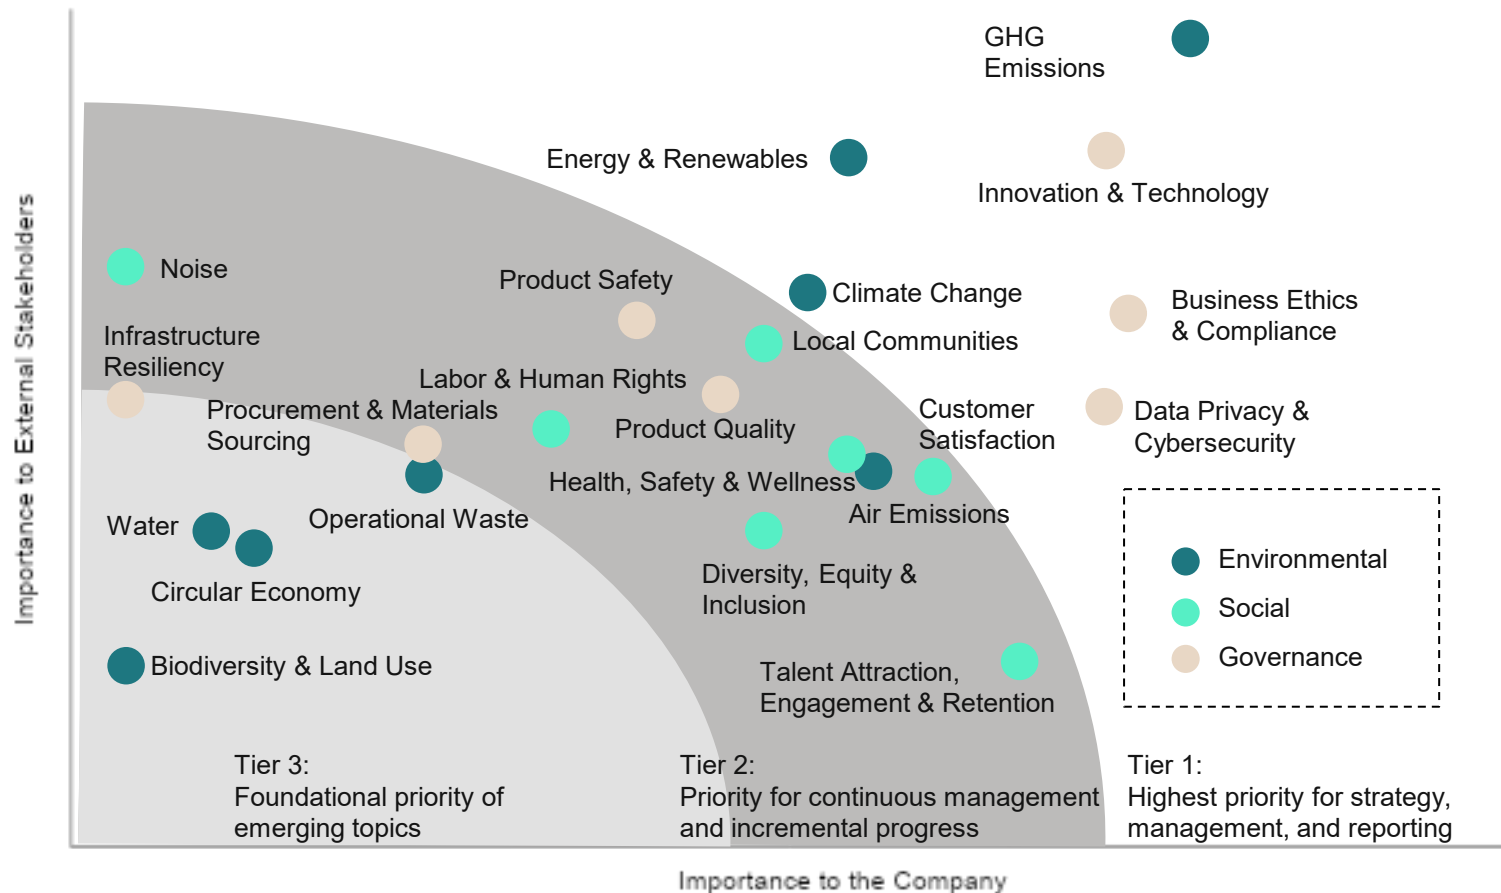 GHG
Emissions
Energy & Renewables
Innovation & Technology
Noise
Product Safety
Climate Change
Business Ethics
& Compliance
Infrastructure
Resiliency
Local Communities
Labor & Human Rights
Procurement & Materials
Sourcing
Product Quality
Customer
Satisfaction
Data Privacy &
Cybersecurity
Health, Safety & Wellness
Air Emissions
Water
Operational Waste
Circular Economy
Diversity, Equity &
Inclusion
Biodiversity & Land Use
Talent Attraction,
Engagement & Retention
Environmental
Social
Governance
Tier 3:
Foundational priority of
emerging topics
Tier 2:
Priority for continuous management
and incremental progress
Tier 1:
Highest priority for strategy,
management, and reporting
Importance to External Stakeholders
Importance to the Company